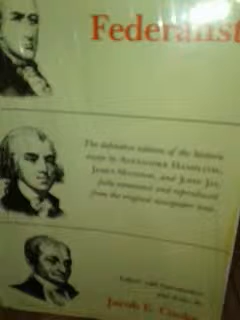 Federalist
The definitive edition of the historic
essays by ALEXANDER HAMILTON,
JAMES MADISON, and JOHN JAY,
fully annotated and reproduced
from the original newspaper texts.
Edited, with Introduction
and Notes, by
Jacob E. Cooke